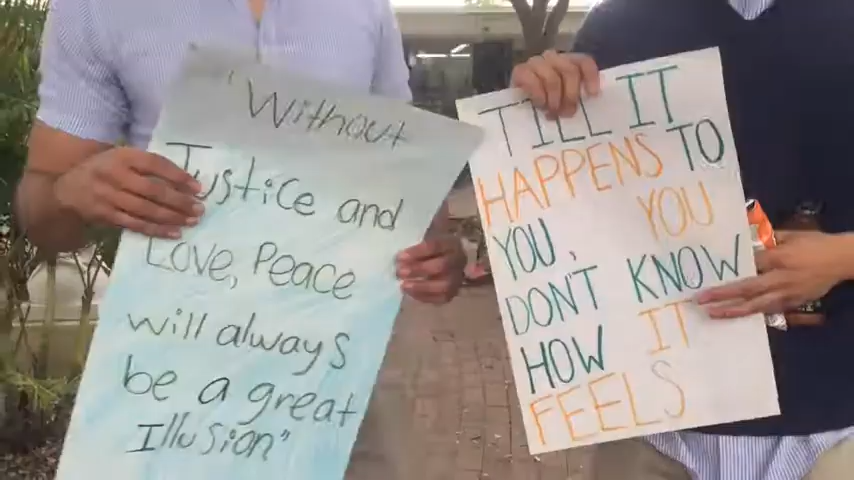 "Without
Justice and
Love, Peace
will always
be a great
Illusion"
TILL IT
HAPPENS TO
YOU, YOU
DON'T KNOW
HOW IT
FEELS